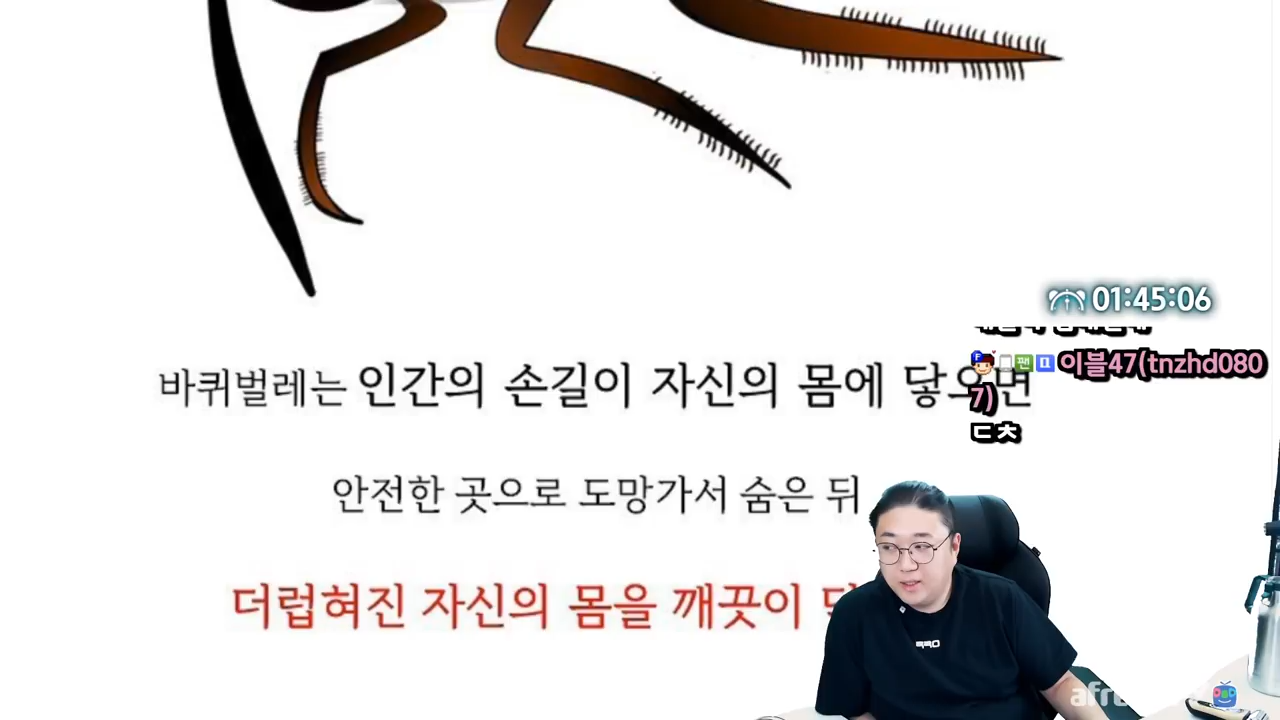 01:45:06
이블47(tnzhd080
7)
ㄷㅊ
바퀴벌레는 인간의 손길이 자신의 몸에 닿으면
안전한 곳으로 도망가서 숨은 뒤
더럽혀진 자신의 몸을 깨끗이